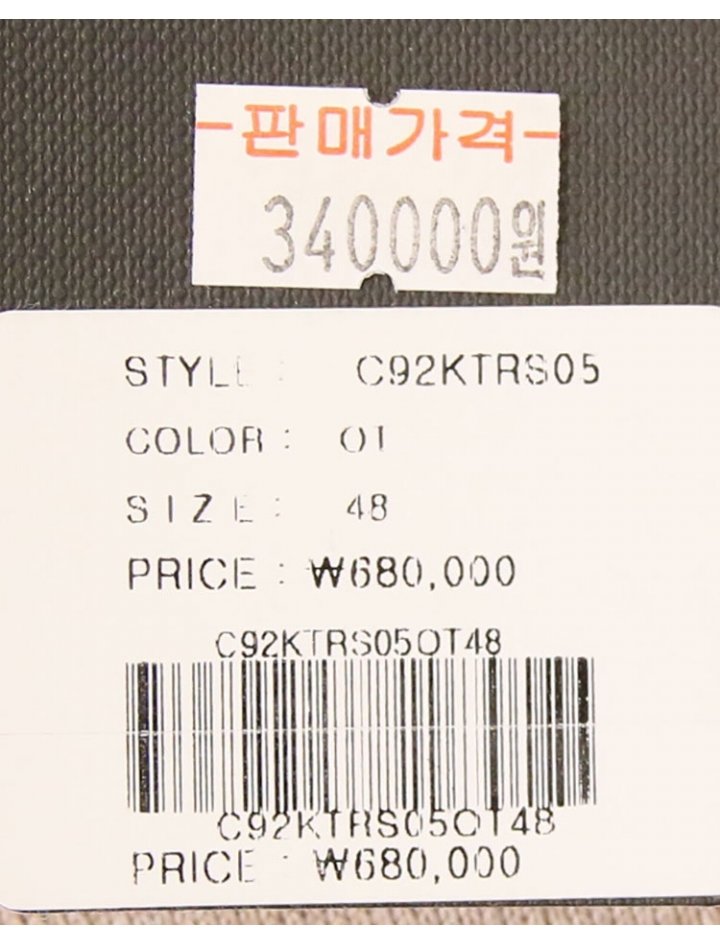 판매가격
340000원
STYLE : C92KTRS05
COLOR : OT
SIZE : 48
PRICE : ₩680,000
C92KTRS05OT48
C92KTRS05OT48
PRICE : ₩680,000